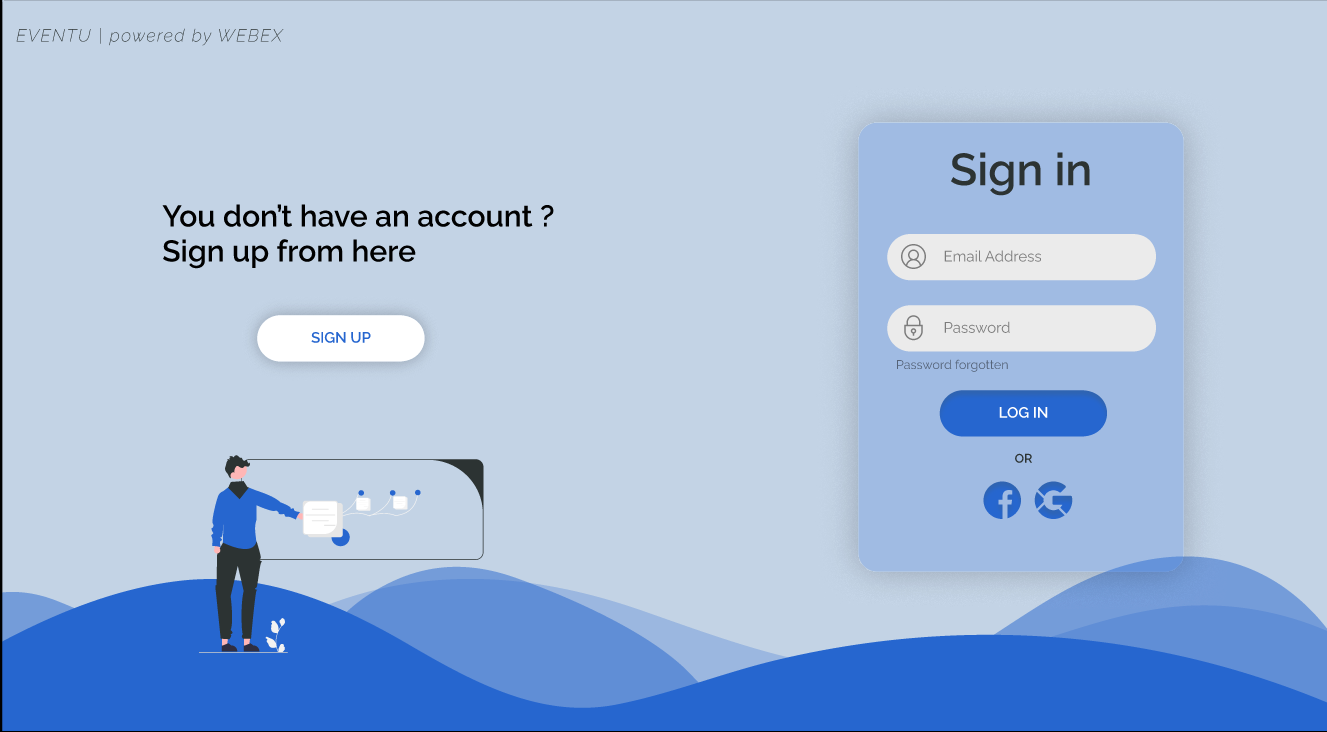 EVENTU | powered by WEBEX
You don't have an account ?
Sign up from here
SIGN UP
Sign in
Email Address
Password
Password forgotten
LOG IN
OR